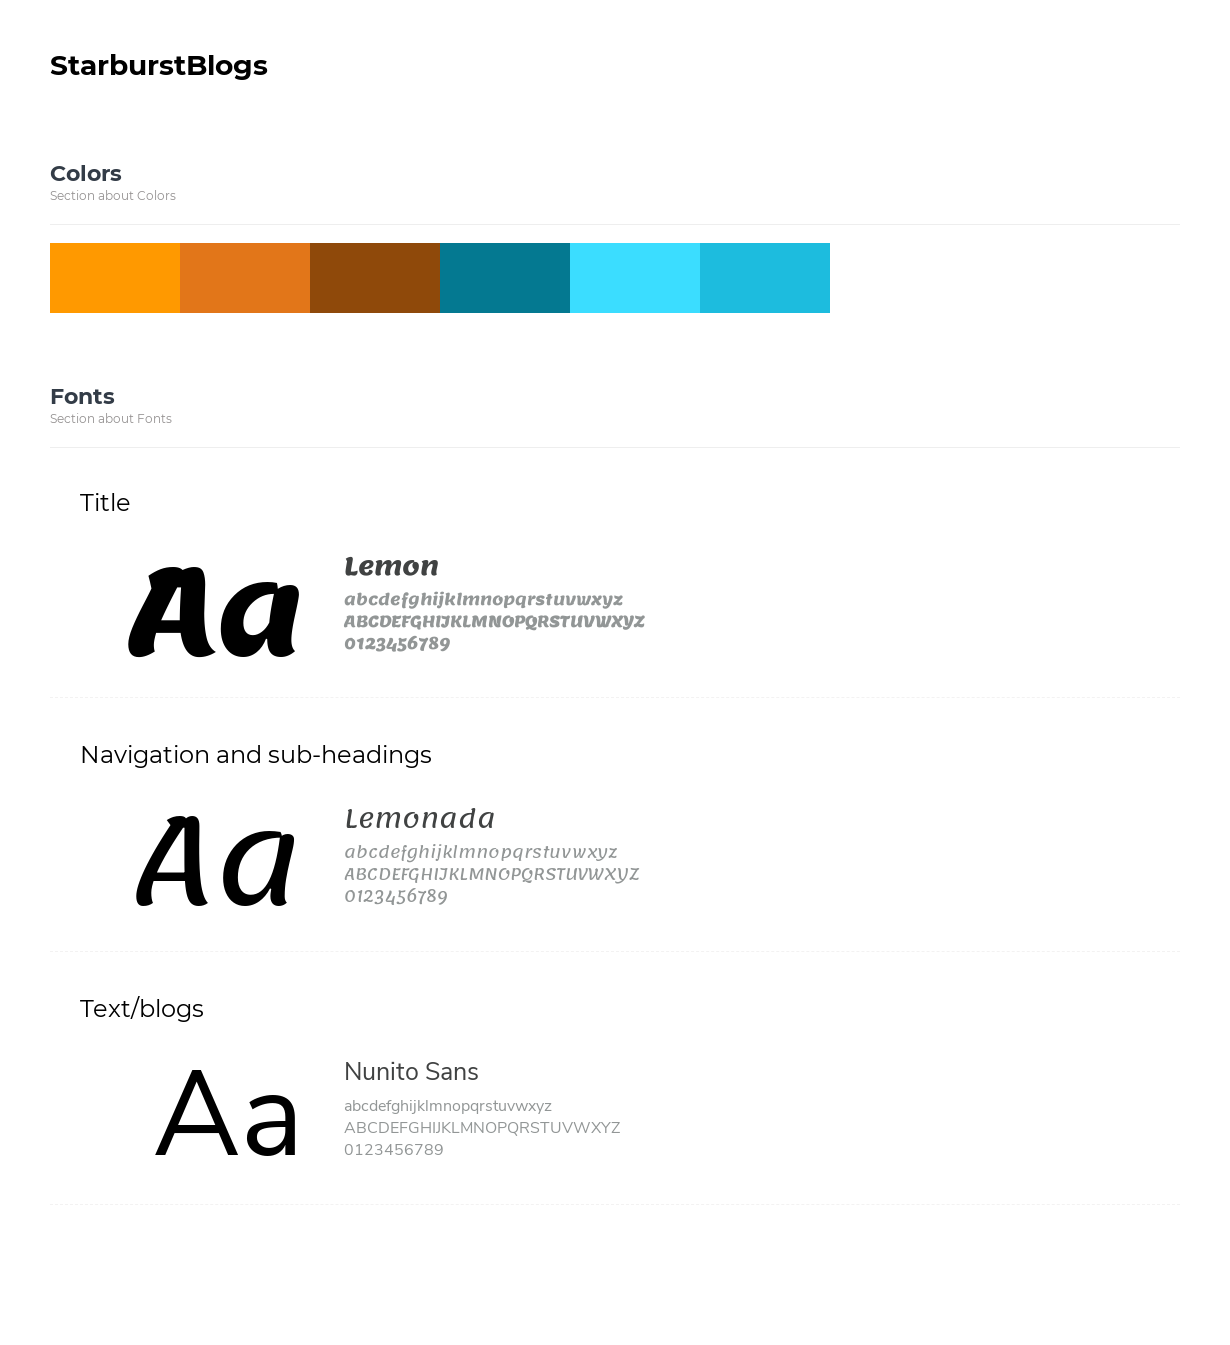 StarburstBlogs
Colors
Section about Colors
Fonts
Section about Fonts
Title
Aa
Lemon
abcdefghijklmnopqrstuvwxyz
ABCDEFGHIJKLMNOPQRSTUVWXYZ
0123456789
Navigation and sub-headings
Aa
Lemonada
abcdefghijklmnopqrstuvwxyz
ABCDEFGHIJKLMNOPQRSTUVWXYZ
0123456789
Text/blogs
Aa
Nunito Sans
abcdefghijklmnopqrstuvwxyz
ABCDEFGHIJKLMNOPQRSTUVWXYZ
0123456789